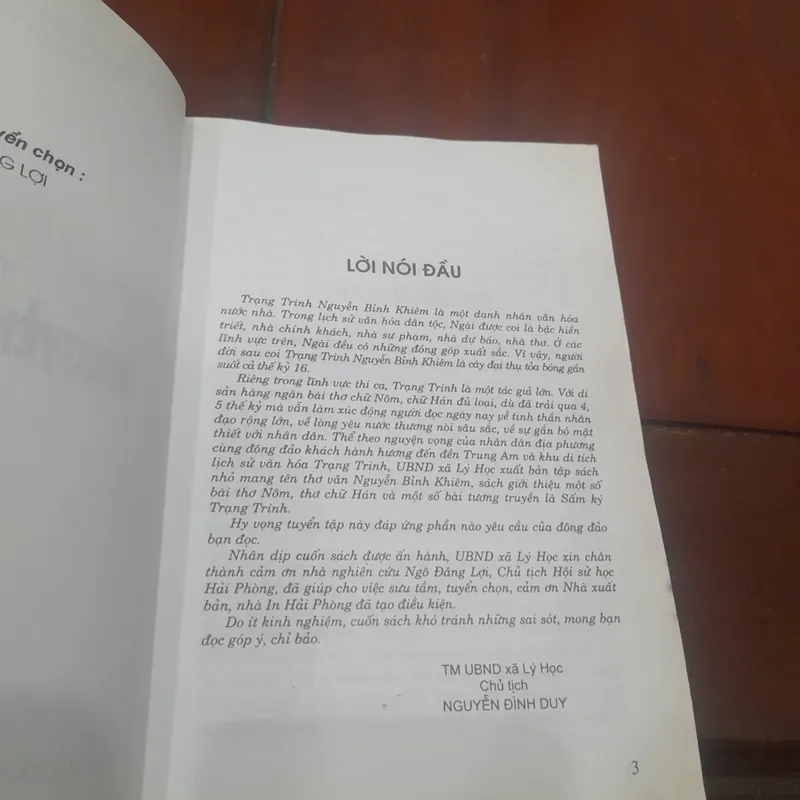 yển chọn :
G LỢI
LỜI NÓI ĐẦU
Trạng Trình Nguyễn Bỉnh Khiêm là một danh nhân văn hóa
nước nhà. Trong lịch sử văn hóa dân tộc, Ngài được coi là bậc hiền
triết, nhà chính khách, nhà sư phạm, nhà dự báo, nhà thơ. Ở các
lĩnh vực trên, Ngài đều có những đóng góp xuất sắc. Vì vậy, người
đời sau coi Trạng Trình Nguyễn Bỉnh Khiêm là cây đại thụ tỏa bóng gần
suốt cả thế kỷ 16.
Riêng trong lĩnh vực thi ca, Trạng Trình là một tác giả lớn. Với di
sản hàng ngàn bài thơ chữ Nôm, chữ Hán đủ loại, dù đã trải qua 4,
5 thế kỷ mà vẫn làm xúc động người đọc ngày nay về tinh thần nhân
đạo rộng lớn, về lòng yêu nước thương nòi sâu sắc, về sự gắn bó mật
thiết với nhân dân. Thể theo nguyện vọng của nhân dân địa phương
cùng đông đảo khách hành hương đến đền Trung Am và khu di tích
lịch sử văn hóa Trạng Trình, UBND xã Lý Học xuất bản tập sách
nhỏ mang tên thơ văn Nguyễn Bỉnh Khiêm, sách giới thiệu một số
bài thơ Nôm, thơ chữ Hán và một số bài tương truyền là Sấm ký
Trạng Trình.
Hy vọng tuyển tập này đáp ứng phần nào yêu cầu của đông đảo
bạn đọc.
Nhân dịp cuốn sách được ấn hành, UBND xã Lý Học xin chân
thành cảm ơn nhà nghiên cứu Ngô Đăng Lợi, Chủ tịch Hội sử học
Hải Phòng, đã giúp cho việc sưu tầm, tuyển chọn, cảm ơn Nhà xuất
bản, nhà In Hải Phòng đã tạo điều kiện.
Do ít kinh nghiệm, cuốn sách khó tránh những sai sót, mong bạn
đọc góp ý, chỉ bảo.
TM UBND xã Lý Học
Chủ tịch
NGUYỄN ĐÌNH DUY
3